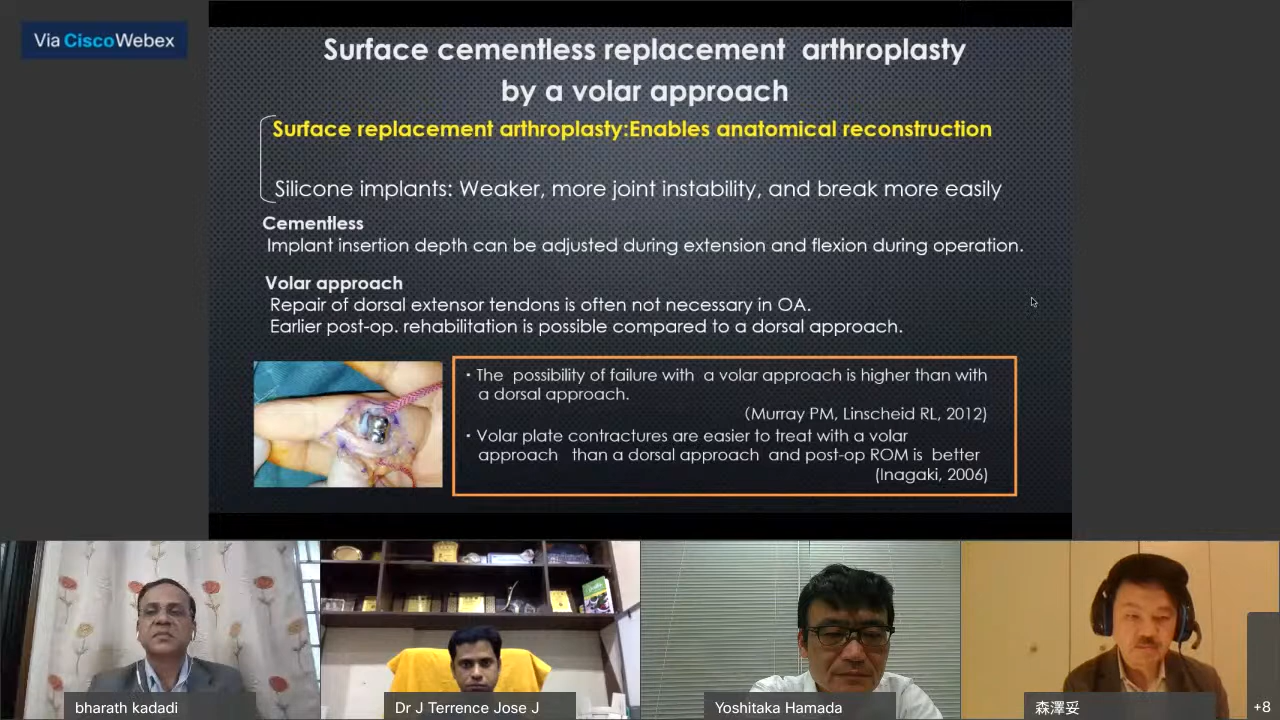 Via CiscoWebex
Surface cementless replacement arthroplasty
by a volar approach
Surface replacement arthroplasty:Enables anatomical reconstruction
Silicone implants: Weaker, more joint instability, and break more easily
Cementless
Implant insertion depth can be adjusted during extension and flexion during operation.
Volar approach
Repair of dorsal extensor tendons is often not necessary in OA.
Earlier post-op. rehabilitation is possible compared to a dorsal approach.
・The possibility of failure with a volar approach is higher than with
a dorsal approach.
(Murray PM, Linscheid RL, 2012)
・Volar plate contractures are easier to treat with a volar
approach than a dorsal approach and post-op ROM is better
(Inagaki, 2006)
bharath kadadi
Dr J Terrence Jose J
Yoshitaka Hamada
森澤妥
+8